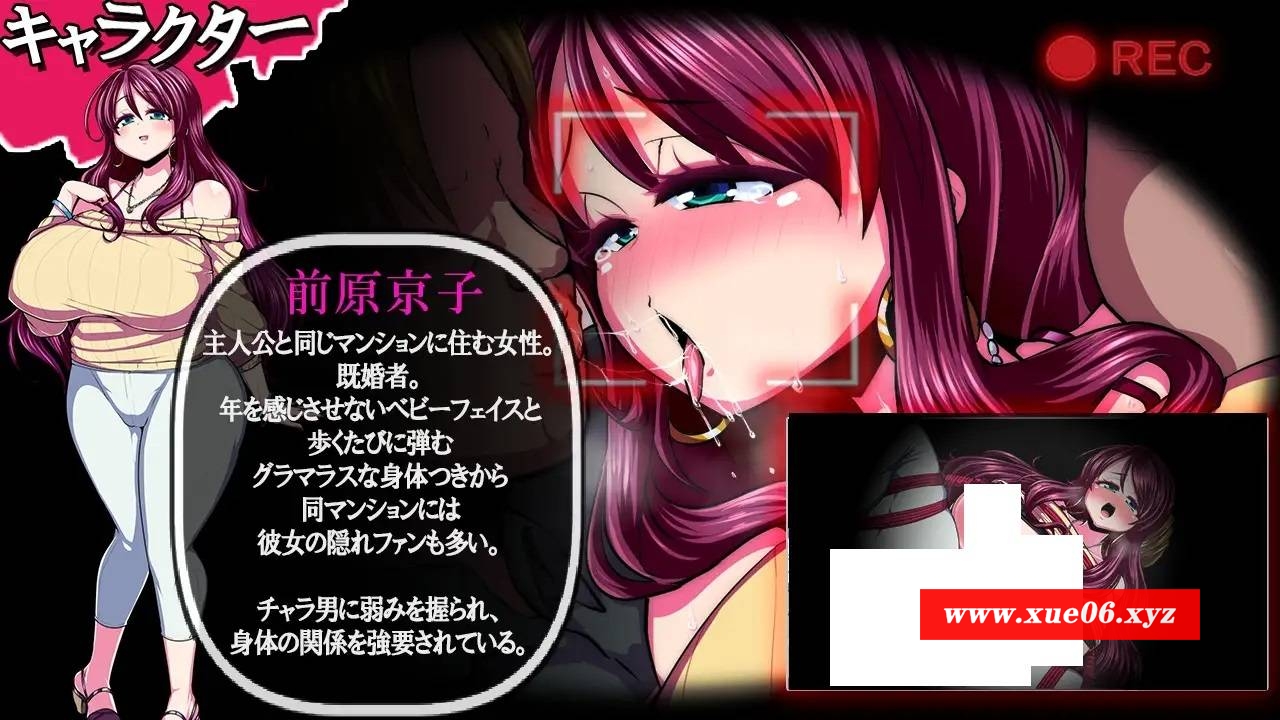 キャラクター
REC
前原京子
主人公と同じマンションに住む女性。
既婚者。
年を感じさせないベビーフェイスと
歩くたびに弾む
グラマラスな身体つきから
同マンションには
彼女の隠れファンも多い。
チャラ男に弱みを握られ、
身体の関係を強要されている。
www.xue06.xyz